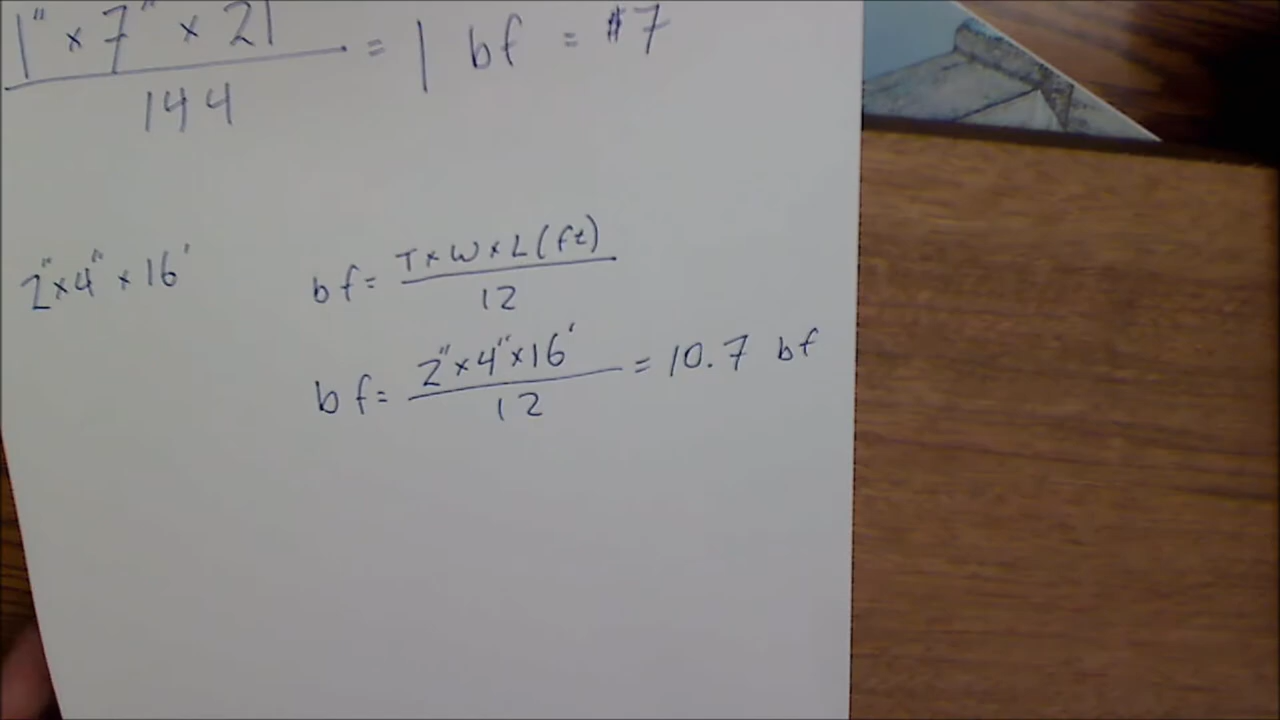 1" x 7" x 21
144
= 1 bf = $7
2" x 4" x 16'
bf = T x W x L (ft)
12
bf = 2" x 4" x 16'
12
= 10.7 bf